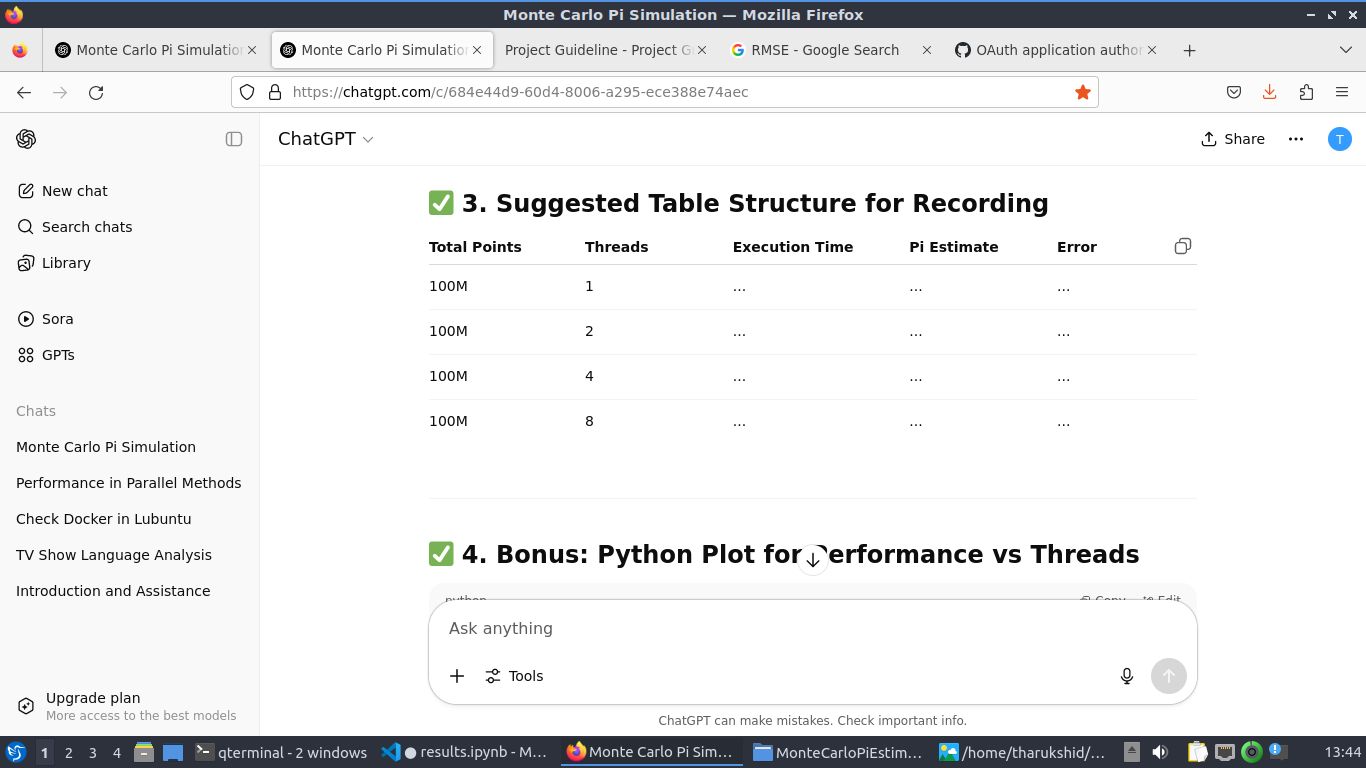 Monte Carlo Pi Simulation — Mozilla Firefox
Monte Carlo Pi Simulatio
Monte Carlo Pi Simulatio
Project Guideline - Project G
RMSE - Google Search
OAuth application author
https://chatgpt.com/c/684e44d9-60d4-8006-a295-ece388e74aec
ChatGPT
Share
T
New chat
Search chats
Library
Sora
GPTs
Chats
Monte Carlo Pi Simulation
Performance in Parallel Methods
Check Docker in Lubuntu
TV Show Language Analysis
Introduction and Assistance
Upgrade plan
More access to the best models
3. Suggested Table Structure for Recording
Total Points Threads Execution Time Pi Estimate Error
100M 1 ... ... ...
100M 2 ... ... ...
100M 4 ... ... ...
100M 8 ... ... ...
4. Bonus: Python Plot for Performance vs Threads
python Copy Edit
Ask anything
Tools
ChatGPT can make mistakes. Check important info.
1 2 3 4 qterminal - 2 windows results.ipynb - M... Monte Carlo Pi Sim... MonteCarloPiEstim... /home/tharukshid/... 13:44